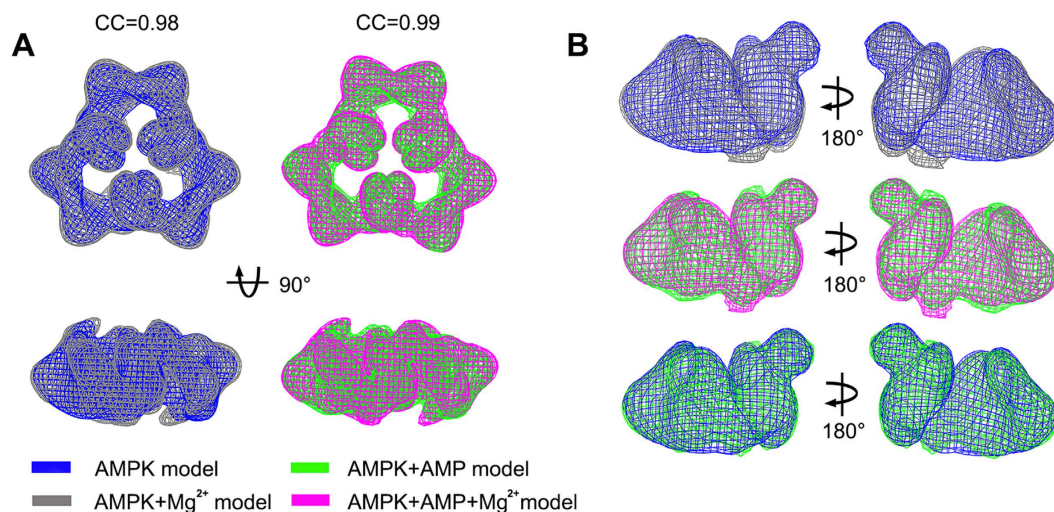 CC=0.98
CC=0.99
A
90°
AMPK model
AMPK+AMP model
AMPK+Mg²⁺ model
AMPK+AMP+Mg²⁺model
B
180°
180°
180°